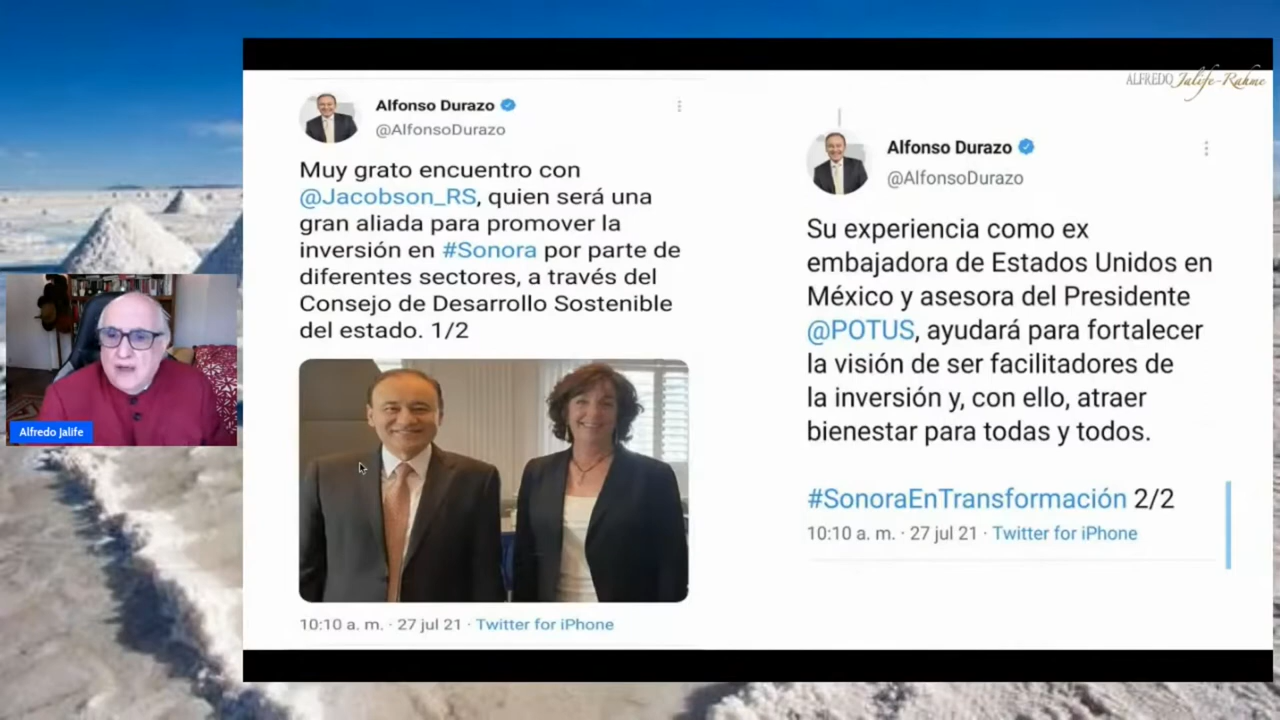 ALFREDO Jalife-Rahme
Alfonso Durazo
@AlfonsoDurazo
Muy grato encuentro con
@Jacobson_RS, quien será una
gran aliada para promover la
inversión en #Sonora por parte de
diferentes sectores, a través del
Consejo de Desarrollo Sostenible
del estado. 1/2
10:10 a. m. · 27 jul 21 · Twitter for iPhone
Alfonso Durazo
@AlfonsoDurazo
Su experiencia como ex
embajadora de Estados Unidos en
México y asesora del Presidente
@POTUS, ayudará para fortalecer
la visión de ser facilitadores de
la inversión y, con ello, atraer
bienestar para todas y todos.
#SonoraEnTransformación 2/2
10:10 a. m. · 27 jul 21 · Twitter for iPhone
Alfredo Jalife